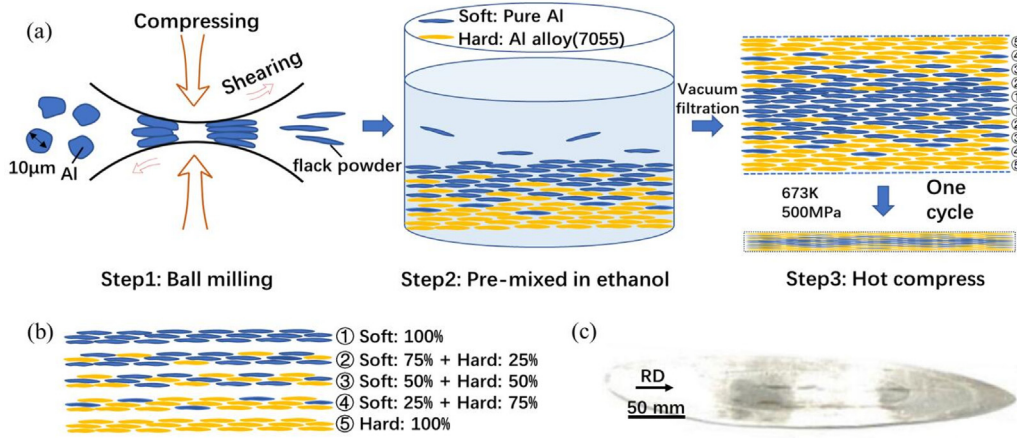 (a)
Compressing
Shearing
10μm
Al
flack powder
Step1: Ball milling
Soft: Pure Al
Hard: Al alloy(7055)
Step2: Pre-mixed in ethanol
Vacuum
filtration
673K
500MPa
One
cycle
Step3: Hot compress
(b)
① Soft: 100%
② Soft: 75% + Hard: 25%
③ Soft: 50% + Hard: 50%
④ Soft: 25% + Hard: 75%
⑤ Hard: 100%
(c)
RD
50 mm